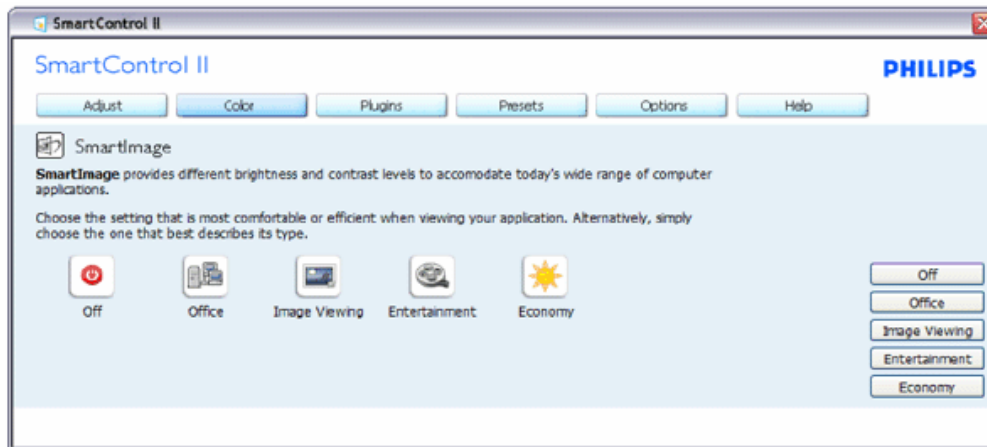 SmartControl II
SmartControl II
PHILIPS
Adjust Color Plugins Presets Options Help
SmartImage
SmartImage provides different brightness and contrast levels to accomodate today's wide range of computer
applications.
Choose the setting that is most comfortable or efficient when viewing your application. Alternatively, simply
choose the one that best describes its type.
Off Office Image Viewing Entertainment Economy
Off
Office
Image Viewing
Entertainment
Economy